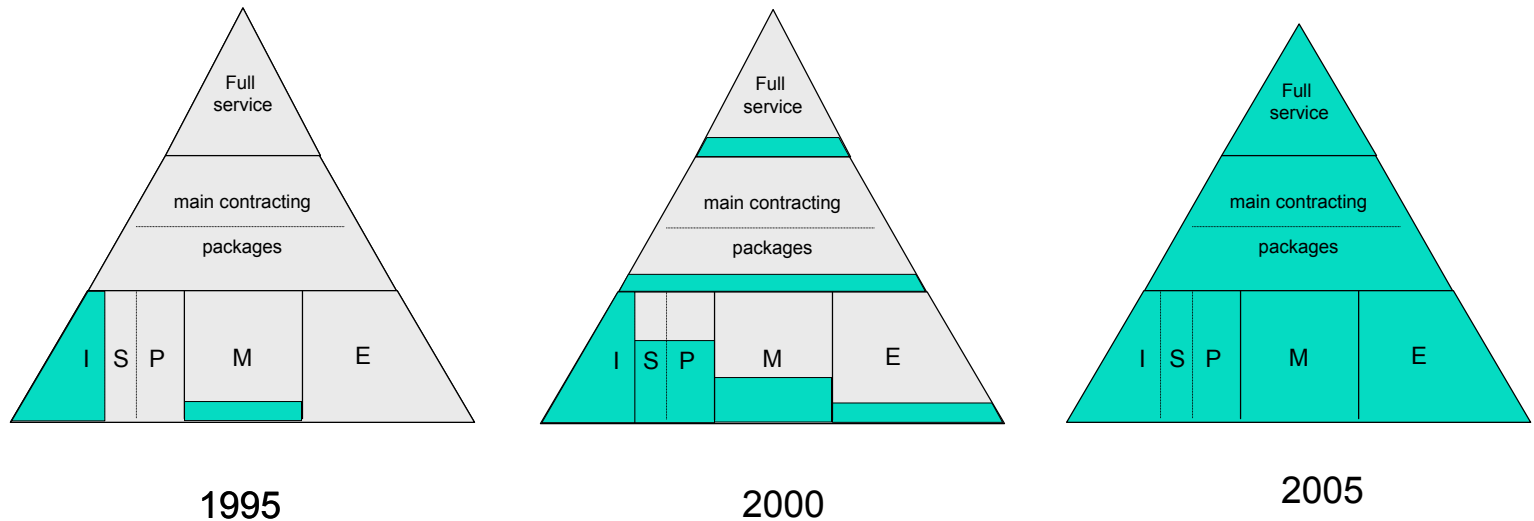 Full
service
main contracting
packages
I S P M E
1995
Full
service
main contracting
packages
I S P M E
2000
Full
service
main contracting
packages
I S P M E
2005